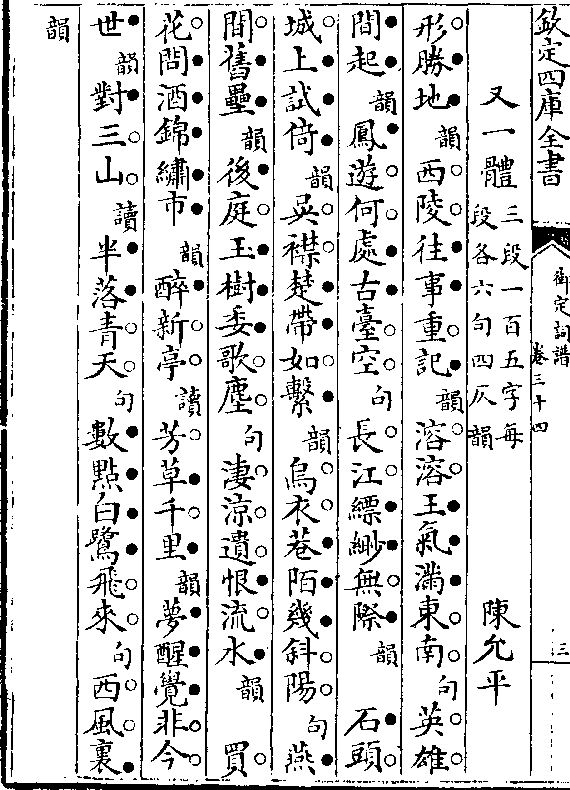 欽定四庫全書
御定詞譜
卷三十四
三
又一體
三段一百五字每
段各六句四仄韻
陳允平
形勝地韻西陵往事重記韻溶溶王氣滿東南句英雄
間起韻鳳遊何處古臺空句長江縹緲無際韻 石頭
城上試倚韻吳襟楚帶如繫韻烏衣巷陌幾斜陽句燕
間舊壘韻後庭玉樹委歌塵句淒涼遺恨流水韻 買
花問酒錦繡市韻醉新亭讀芳草千里韻夢醒覺非今
世韻對三山讀半落青天句數點白鷺飛來句西風裏
韻